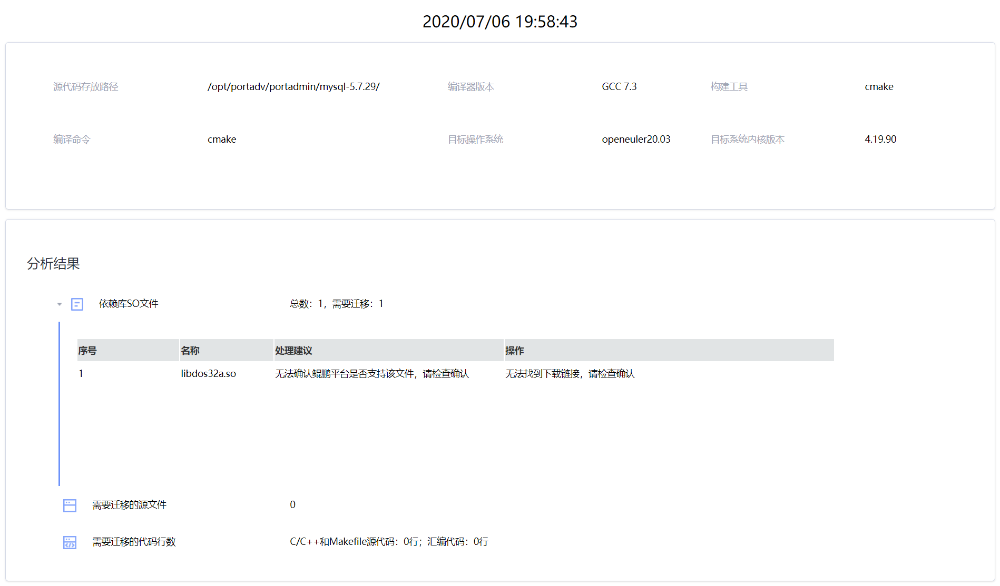 2020/07/06 19:58:43
源代码存放路径 /opt/portadv/portadmin/mysql-5.7.29/ 编译器版本 GCC 7.3 构建工具 cmake
编译命令 cmake 目标操作系统 openeuler20.03 目标系统内核版本 4.19.90
分析结果
依赖库SO文件 总数：1，需要迁移：1
序号 名称 处理建议 操作
1 libdos32a.so 无法确认鲲鹏平台是否支持该文件，请检查确认 无法找到下载链接，请检查确认
需要迁移的源文件 0
需要迁移的代码行数 C/C++和Makefile源代码：0行；汇编代码：0行